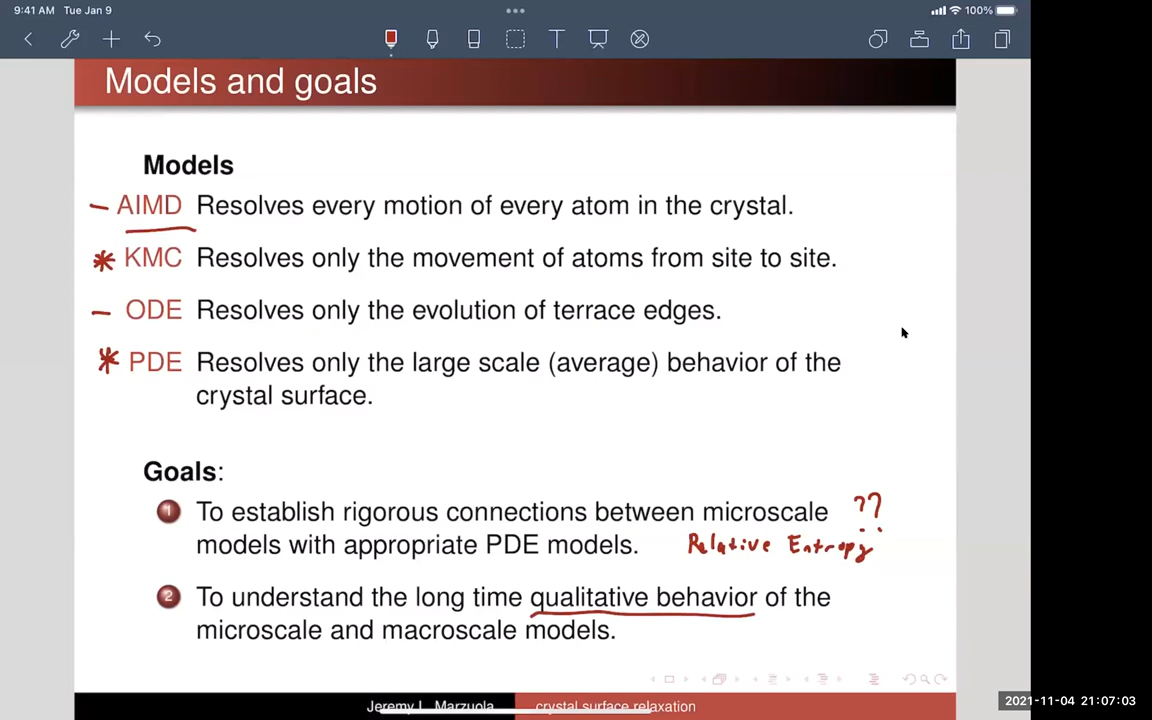 9:41 AM Tue Jan 9
100%
Models and goals
Models
AIMD Resolves every motion of every atom in the crystal.
* KMC Resolves only the movement of atoms from site to site.
ODE Resolves only the evolution of terrace edges.
* PDE Resolves only the large scale (average) behavior of the
crystal surface.
Goals:
1 To establish rigorous connections between microscale ??
models with appropriate PDE models. Relative Entropy
2 To understand the long time qualitative behavior of the
microscale and macroscale models.
Jeremy L. Marzuola crystal surface relaxation
2021-11-04 21:07:03